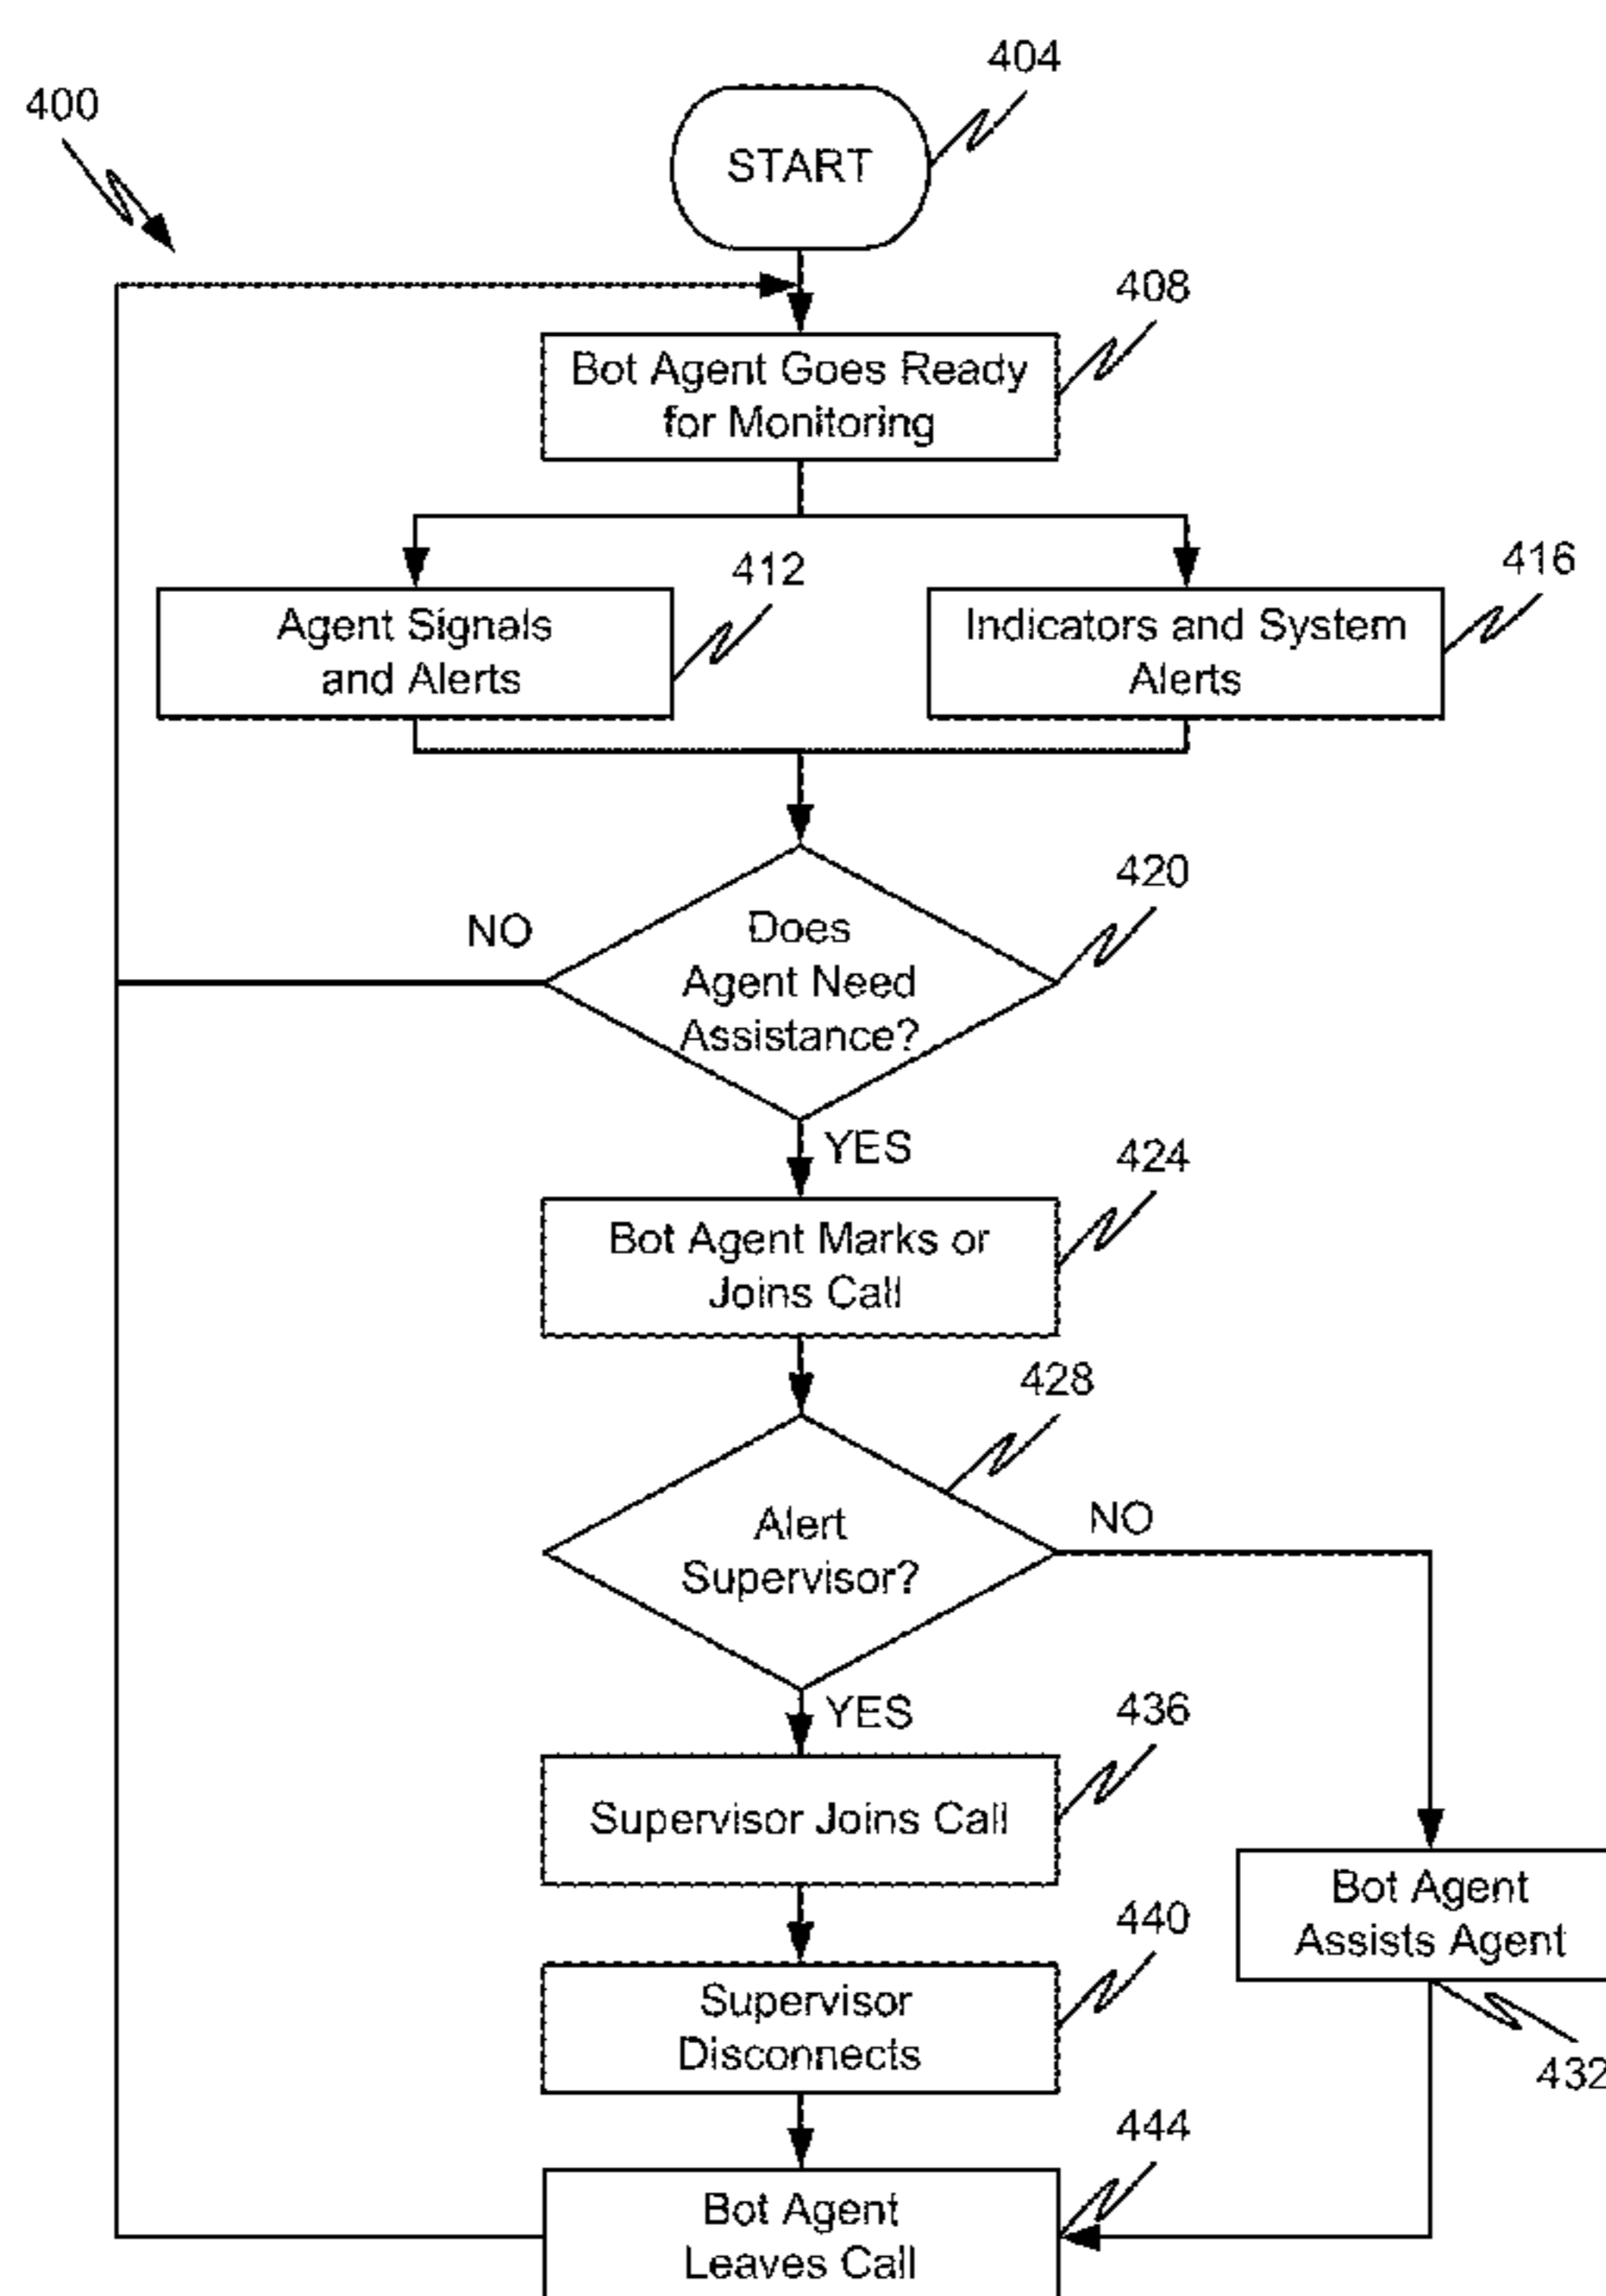 400
404
START
408
Bot Agent Goes Ready
for Monitoring
412
Agent Signals
and Alerts
416
Indicators and System
Alerts
420
NO
Does
Agent Need
Assistance?
YES
424
Bot Agent Marks or
Joins Call
428
Alert
Supervisor?
NO
YES
436
Supervisor Joins Call
Bot Agent
Assists Agent
432
440
Supervisor
Disconnects
444
Bot Agent
Leaves Call